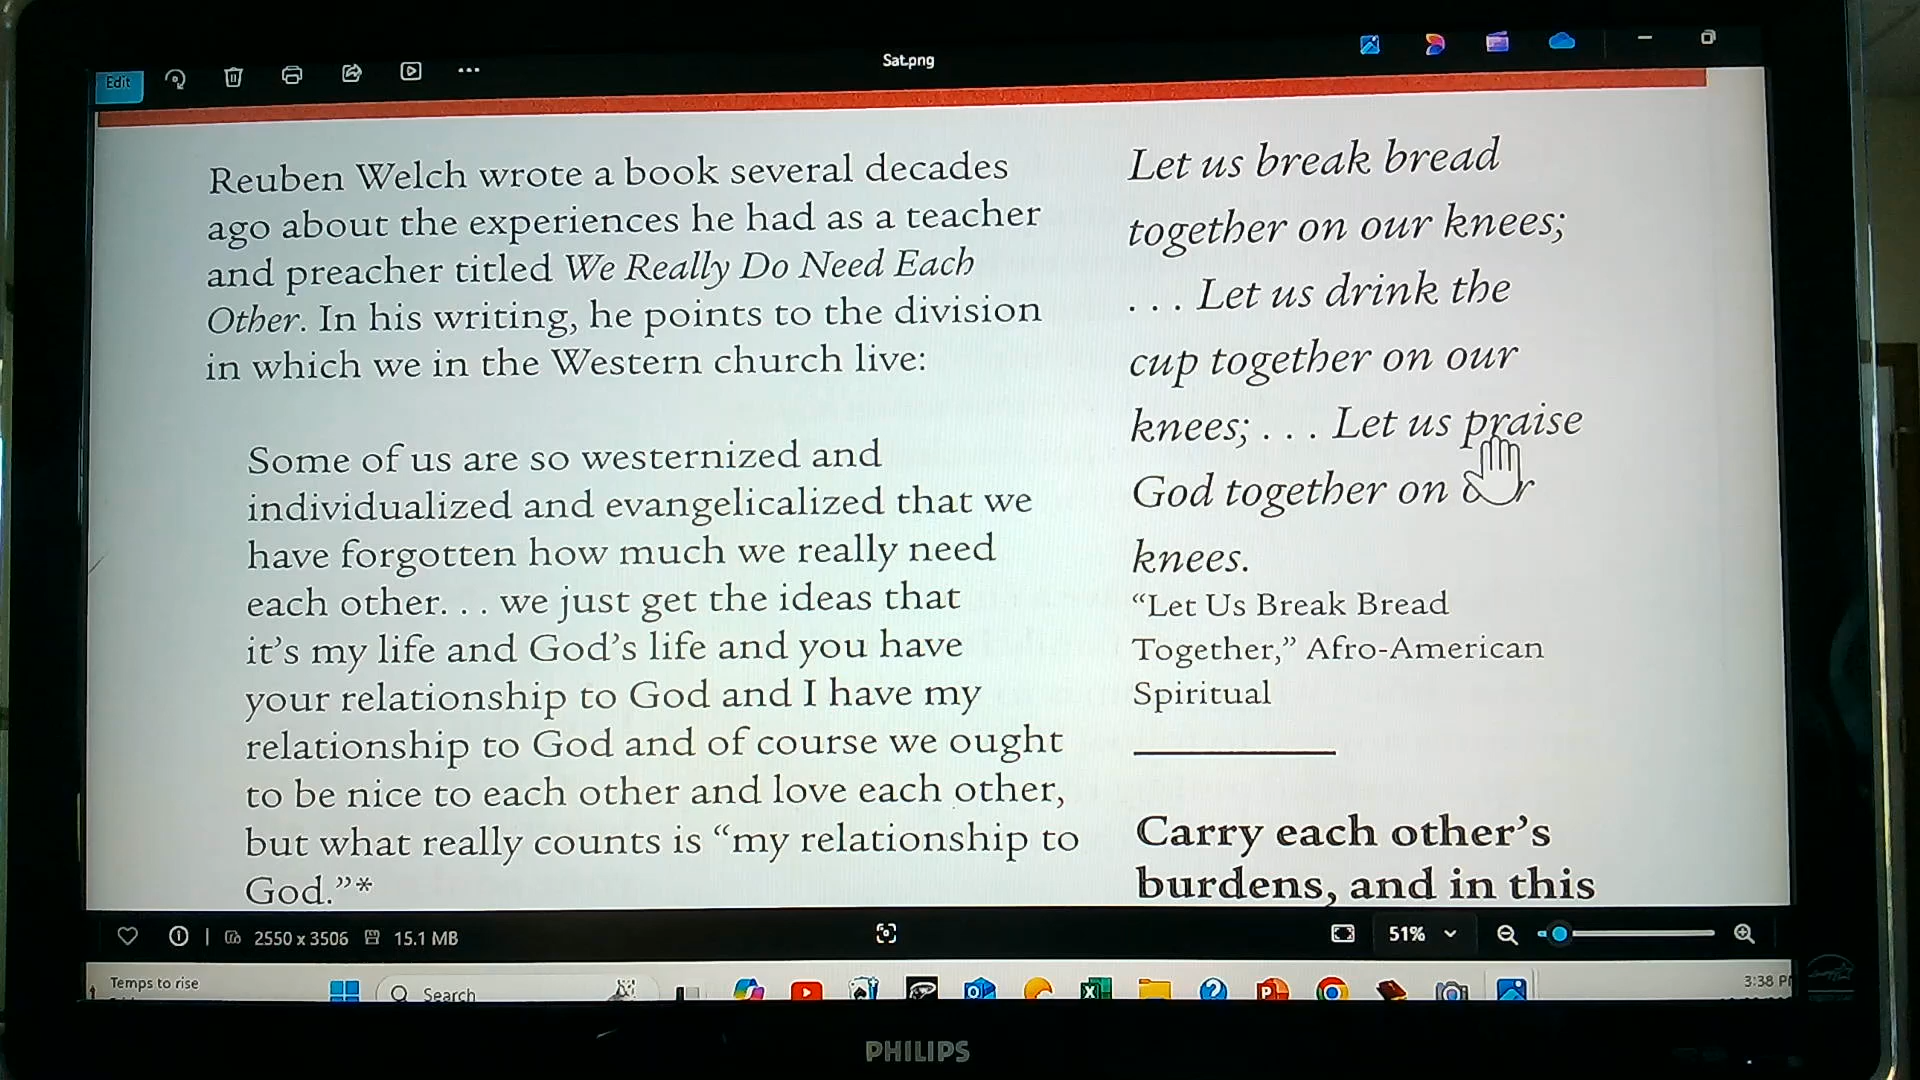 Edit
Sat.png
Reuben Welch wrote a book several decades
ago about the experiences he had as a teacher
and preacher titled We Really Do Need Each
Other. In his writing, he points to the division
in which we in the Western church live:
Some of us are so westernized and
individualized and evangelicalized that we
have forgotten how much we really need
each other. . . we just get the ideas that
it’s my life and God’s life and you have
your relationship to God and I have my
relationship to God and of course we ought
to be nice to each other and love each other,
but what really counts is “my relationship to
God.”*
Let us break bread
together on our knees;
. . . Let us drink the
cup together on our
knees; . . . Let us praise
God together on
knees.
“Let Us Break Bread
Together,” Afro-American
Spiritual
Carry each other’s
burdens, and in this
2550 x 3506
15.1 MB
51%
Temps to rise
Search
3:38
PHILIPS